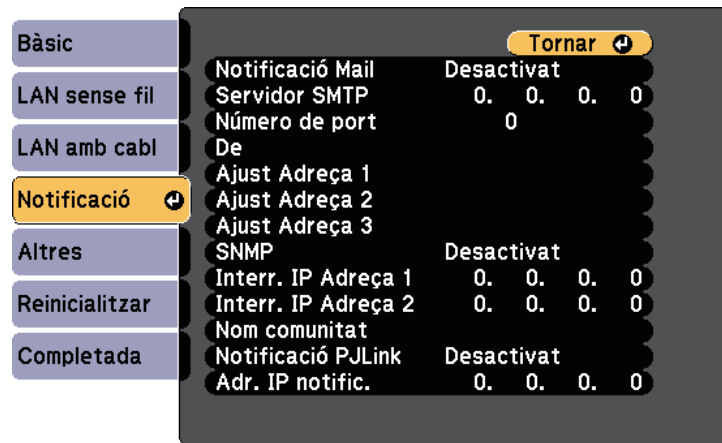 Bàsic
LAN sense fil
LAN amb cabl
Notificació
Altres
Reinicialitzar
Completada
Tornar
Notificació Mail Desactivat
Servidor SMTP 0. 0. 0. 0
Número de port 0
De
Ajust Adreça 1
Ajust Adreça 2
Ajust Adreça 3
SNMP Desactivat
Interr. IP Adreça 1 0. 0. 0. 0
Interr. IP Adreça 2 0. 0. 0. 0
Nom comunitat
Notificació PJLink Desactivat
Adr. IP notific. 0. 0. 0. 0